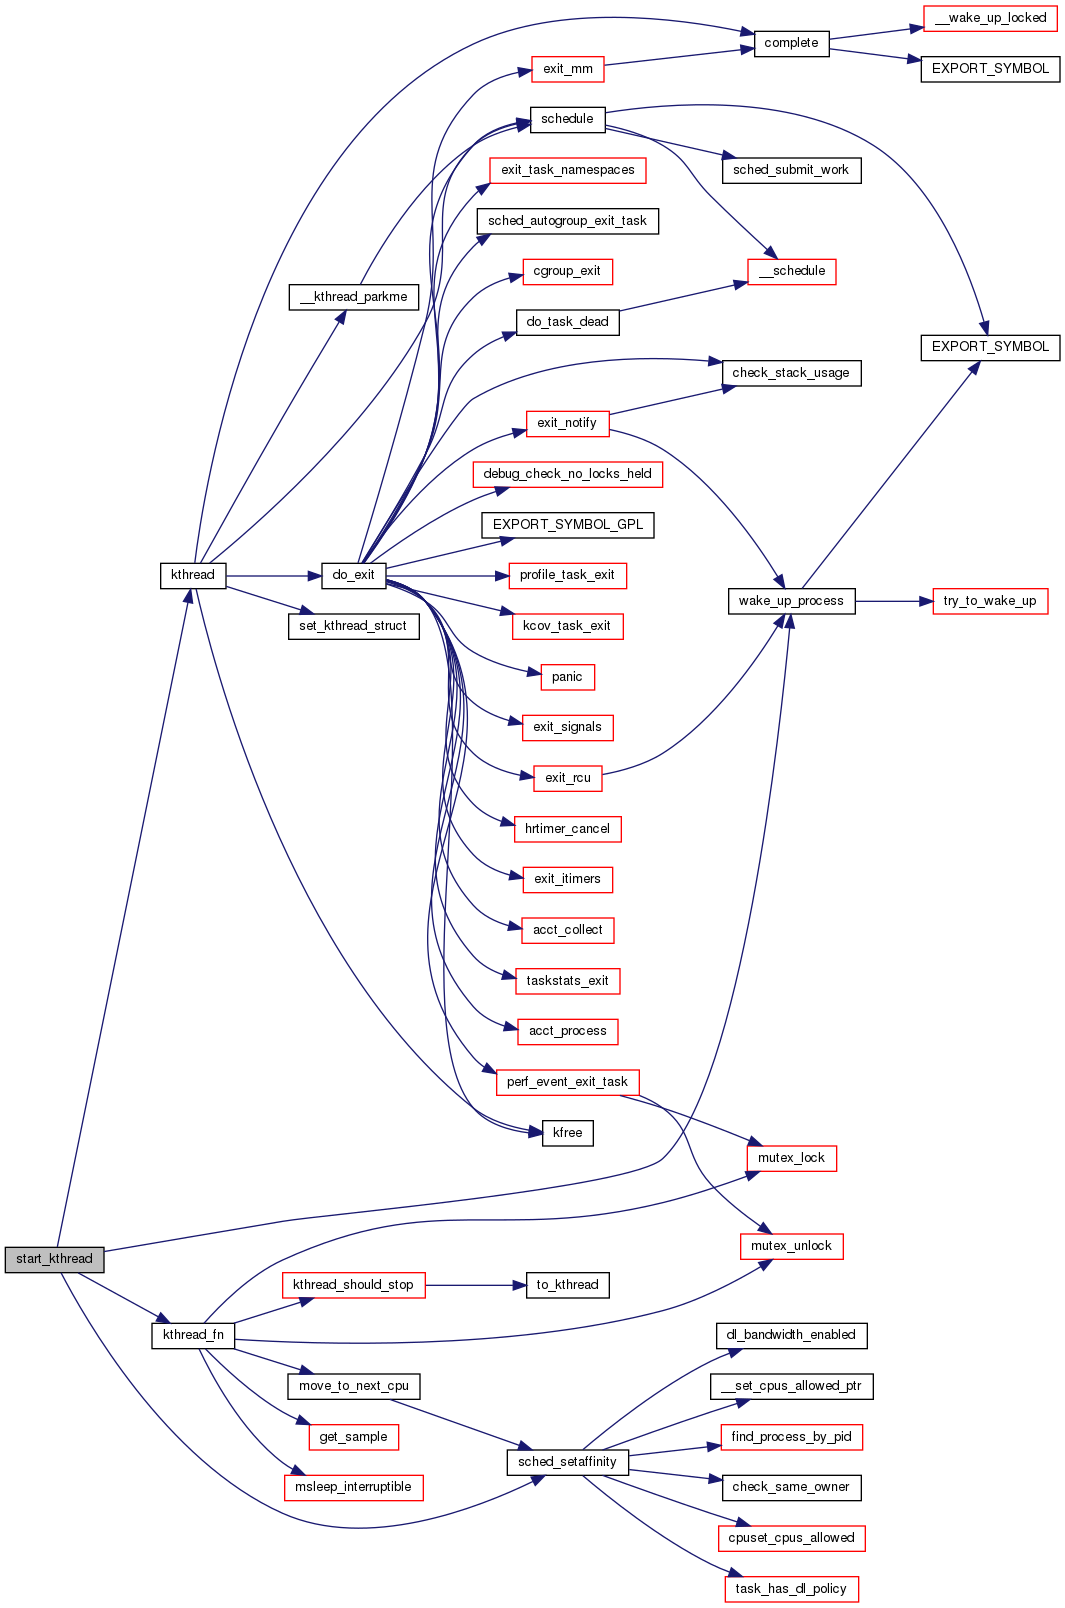 __wake_up_locked
complete
EXPORT_SYMBOL
exit_mm
schedule
sched_submit_work
exit_task_namespaces
sched_autogroup_exit_task
cgroup_exit
__schedule
__kthread_parkme
do_task_dead
EXPORT_SYMBOL
check_stack_usage
exit_notify
debug_check_no_locks_held
EXPORT_SYMBOL_GPL
kthread
do_exit
profile_task_exit
wake_up_process
try_to_wake_up
set_kthread_struct
kcov_task_exit
panic
exit_signals
exit_rcu
hrtimer_cancel
exit_itimers
acct_collect
taskstats_exit
acct_process
perf_event_exit_task
kfree
mutex_lock
mutex_unlock
start_kthread
kthread_should_stop
to_kthread
kthread_fn
dl_bandwidth_enabled
move_to_next_cpu
__set_cpus_allowed_ptr
get_sample
find_process_by_pid
sched_setaffinity
msleep_interruptible
check_same_owner
cpuset_cpus_allowed
task_has_dl_policy